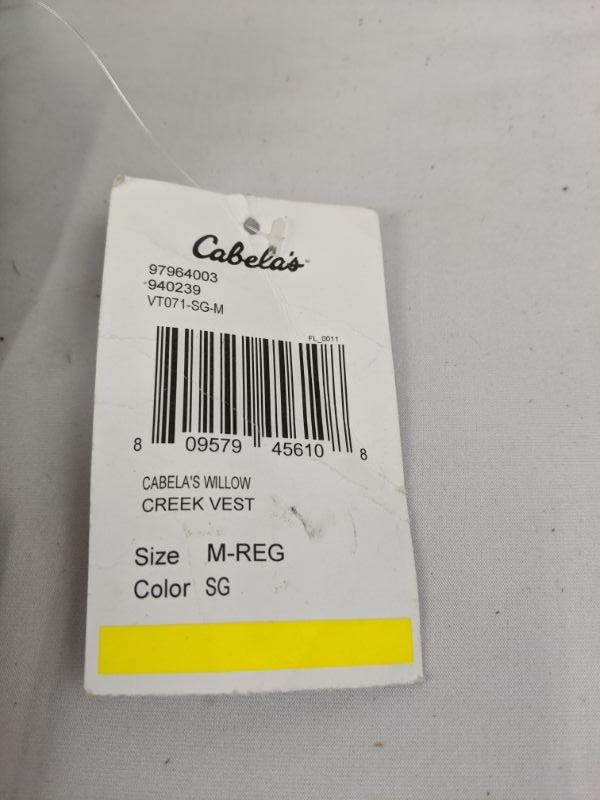 Cabela's
97964003
940239
VT071-SG-M
FL_0011
8 09579 45610 8
CABELA'S WILLOW
CREEK VEST
Size M-REG
Color SG